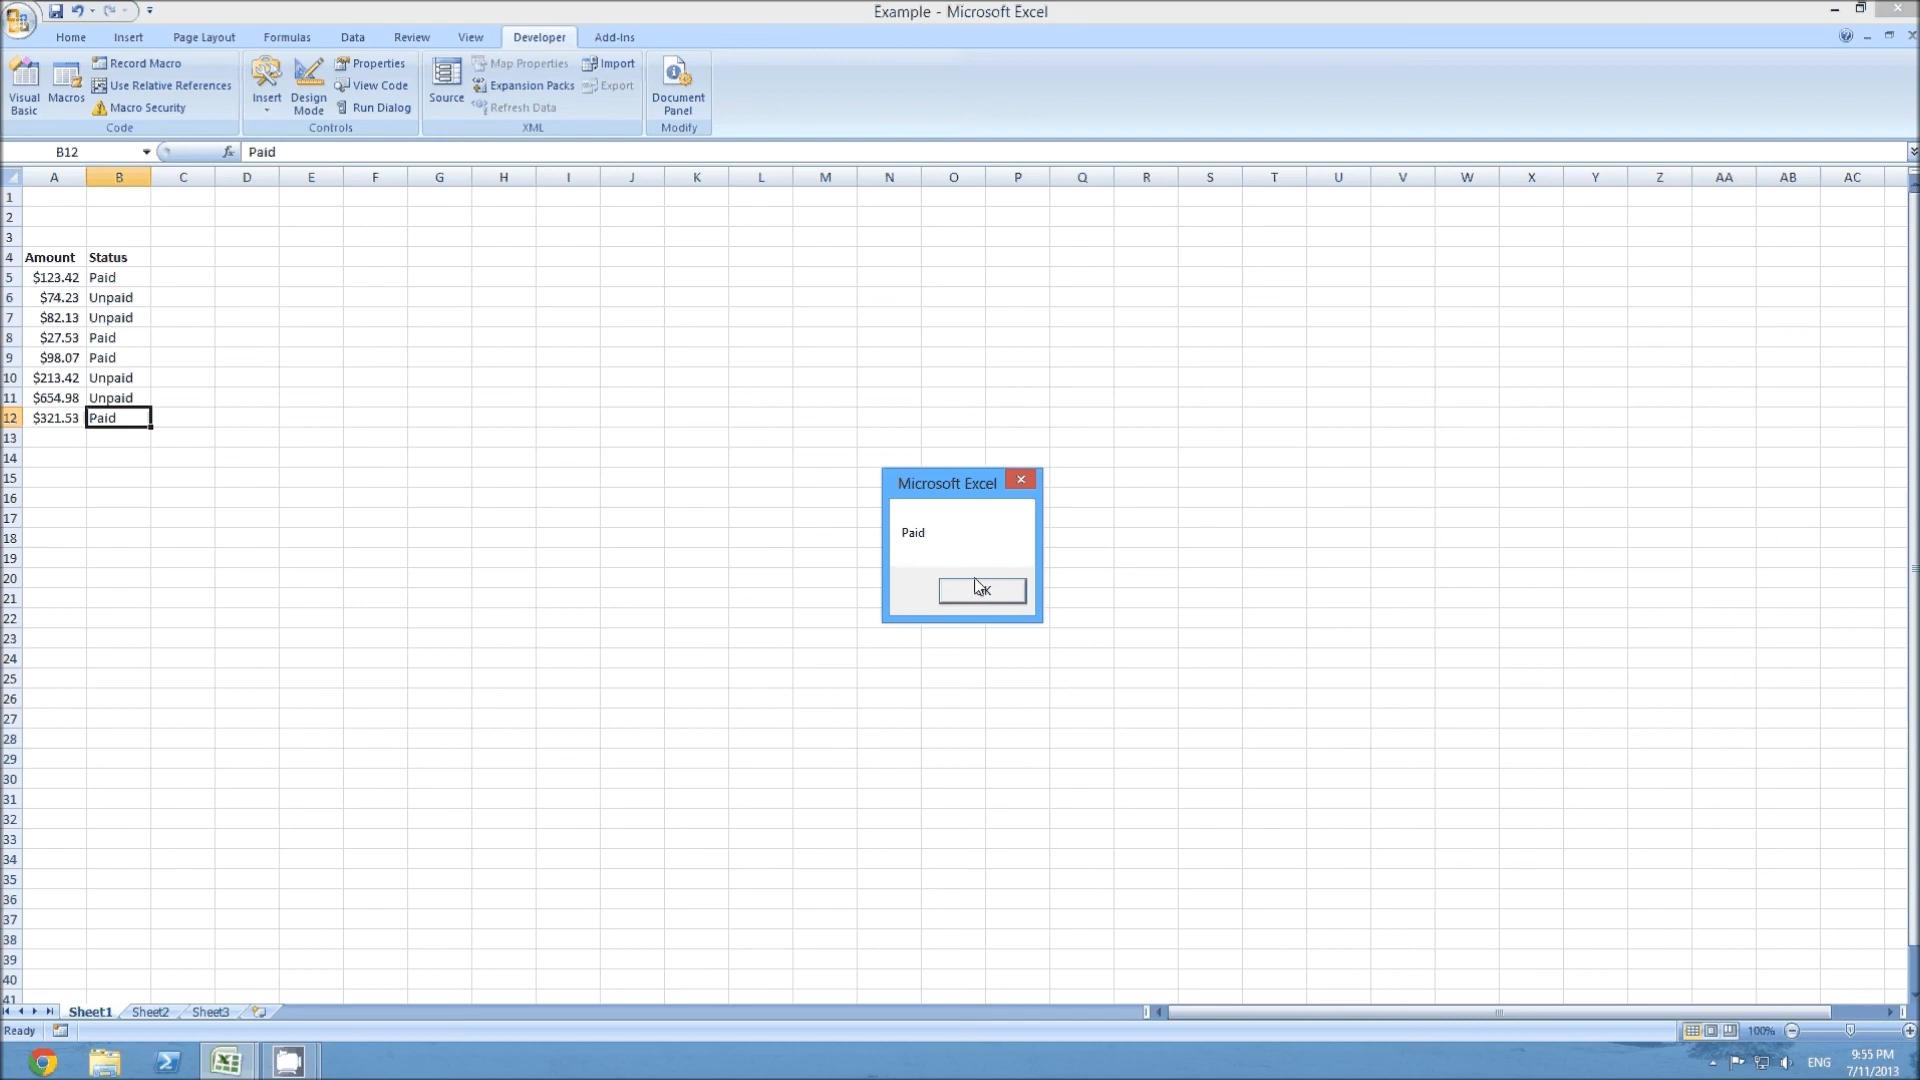 Example - Microsoft Excel
Home Insert Page Layout Formulas Data Review View Developer Add-Ins
Visual Basic
Macros
Record Macro
Use Relative References
Macro Security
Code
Insert
Design Mode
Properties
View Code
Run Dialog
Controls
Source
Map Properties
Expansion Packs
Refresh Data
Import
Export
XML
Document Panel
Modify
B12 fx Paid
A B C D E F G H I J K L M N O P Q R S T U V W X Y Z AA AB AC
1
2
3
4 Amount Status
5 $123.42 Paid
6 $74.23 Unpaid
7 $82.13 Unpaid
8 $27.53 Paid
9 $98.07 Paid
10 $213.42 Unpaid
11 $654.98 Unpaid
12 $321.53 Paid
13
14
15
16
17
18
19
20
21
22
23
24
25
26
27
28
29
30
31
32
33
34
35
36
37
38
39
40
41
Microsoft Excel
Paid
Sheet1 Sheet2 Sheet3
Ready 100%
ENG
9:55 PM
7/11/2013